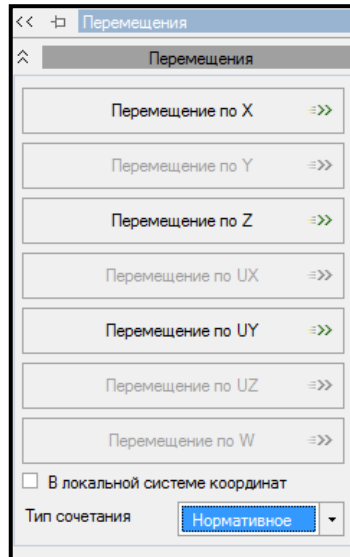 << Перемещения
Перемещения
Перемещение по X
Перемещение по Y
Перемещение по Z
Перемещение по UX
Перемещение по UY
Перемещение по UZ
Перемещение по W
В локальной системе координат
Тип сочетания Нормативное